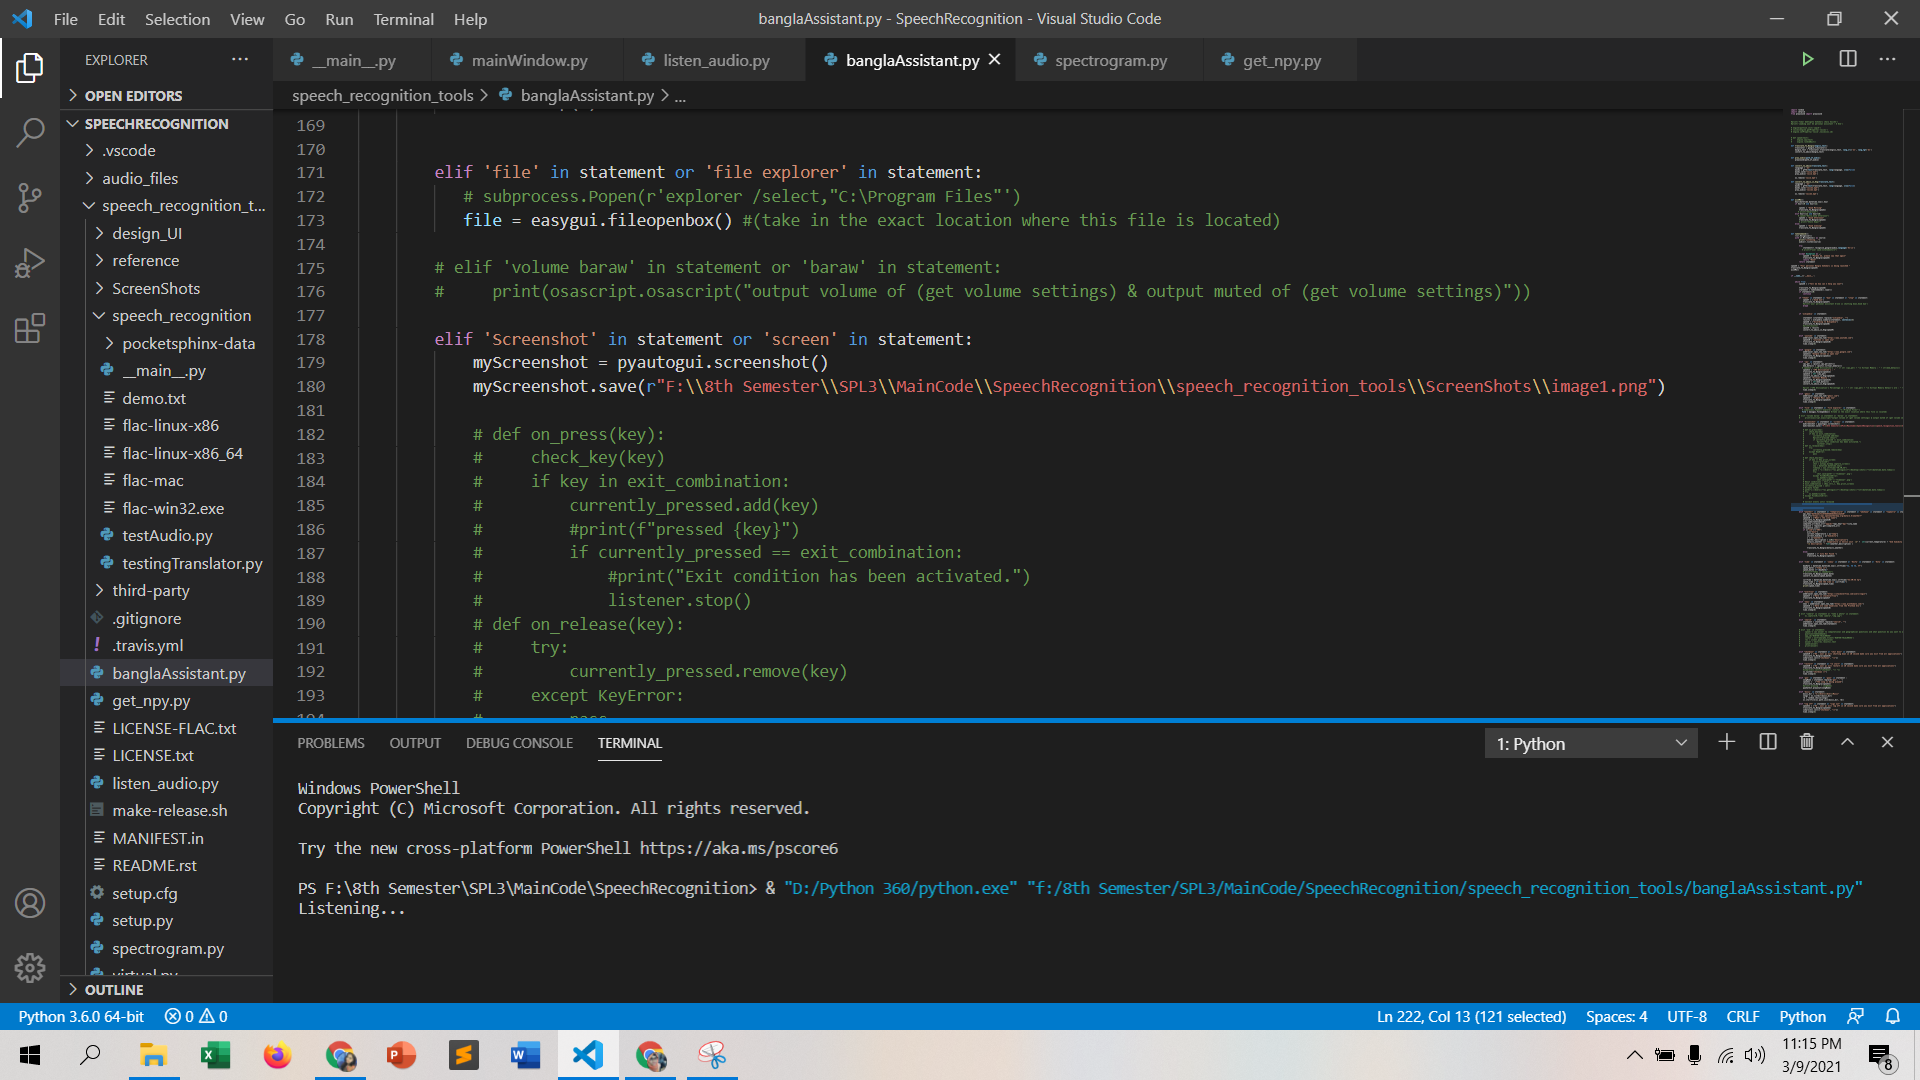 File Edit Selection View Go Run Terminal Help banglaAssistant.py - SpeechRecognition - Visual Studio Code
EXPLORER
__main__.py mainWindow.py listen_audio.py banglaAssistant.py spectrogram.py get_npy.py
OPEN EDITORS
speech_recognition_tools > banglaAssistant.py > ...
SPEECHRECOGNITION
.vscode
audio_files
speech_recognition_t...
design_UI
reference
ScreenShots
speech_recognition
pocketsphinx-data
__main__.py
demo.txt
flac-linux-x86
flac-linux-x86_64
flac-mac
flac-win32.exe
testAudio.py
testingTranslator.py
third-party
.gitignore
.travis.yml
banglaAssistant.py
get_npy.py
LICENSE-FLAC.txt
LICENSE.txt
listen_audio.py
make-release.sh
MANIFEST.in
README.rst
setup.cfg
setup.py
spectrogram.py
virtual.py
OUTLINE
169
170
171 elif 'file' in statement or 'file explorer' in statement:
172 # subprocess.Popen(r'explorer /select,"C:\Program Files"')
173 file = easygui.fileopenbox() #(take in the exact location where this file is located)
174
175 # elif 'volume baraw' in statement or 'baraw' in statement:
176 # print(osascript.osascript("output volume of (get volume settings) & output muted of (get volume settings)"))
177
178 elif 'Screenshot' in statement or 'screen' in statement:
179 myScreenshot = pyautogui.screenshot()
180 myScreenshot.save(r"F:\\8th Semester\\SPL3\\MainCode\\SpeechRecognition\\speech_recognition_tools\\ScreenShots\\image1.png")
181
182 # def on_press(key):
183 # check_key(key)
184 # if key in exit_combination:
185 # currently_pressed.add(key)
186 # #print(f"pressed {key}")
187 # if currently_pressed == exit_combination:
188 # #print("Exit condition has been activated.")
189 # listener.stop()
190 # def on_release(key):
191 # try:
192 # currently_pressed.remove(key)
193 # except KeyError:
194 # pass
PROBLEMS OUTPUT DEBUG CONSOLE TERMINAL 1: Python
Windows PowerShell
Copyright (C) Microsoft Corporation. All rights reserved.
Try the new cross-platform PowerShell https://aka.ms/pscore6
PS F:\8th Semester\SPL3\MainCode\SpeechRecognition> & "D:/Python 360/python.exe" "f:/8th Semester/SPL3/MainCode/SpeechRecognition/speech_recognition_tools/banglaAssistant.py"
Listening...
Python 3.6.0 64-bit 0 0 Ln 222, Col 13 (121 selected) Spaces: 4 UTF-8 CRLF Python
11:15 PM
3/9/2021
8